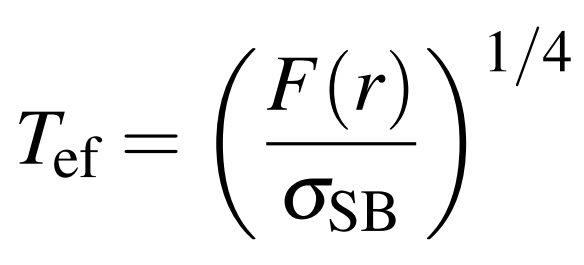 T_ef = (F(r)/σ_SB)^1/4